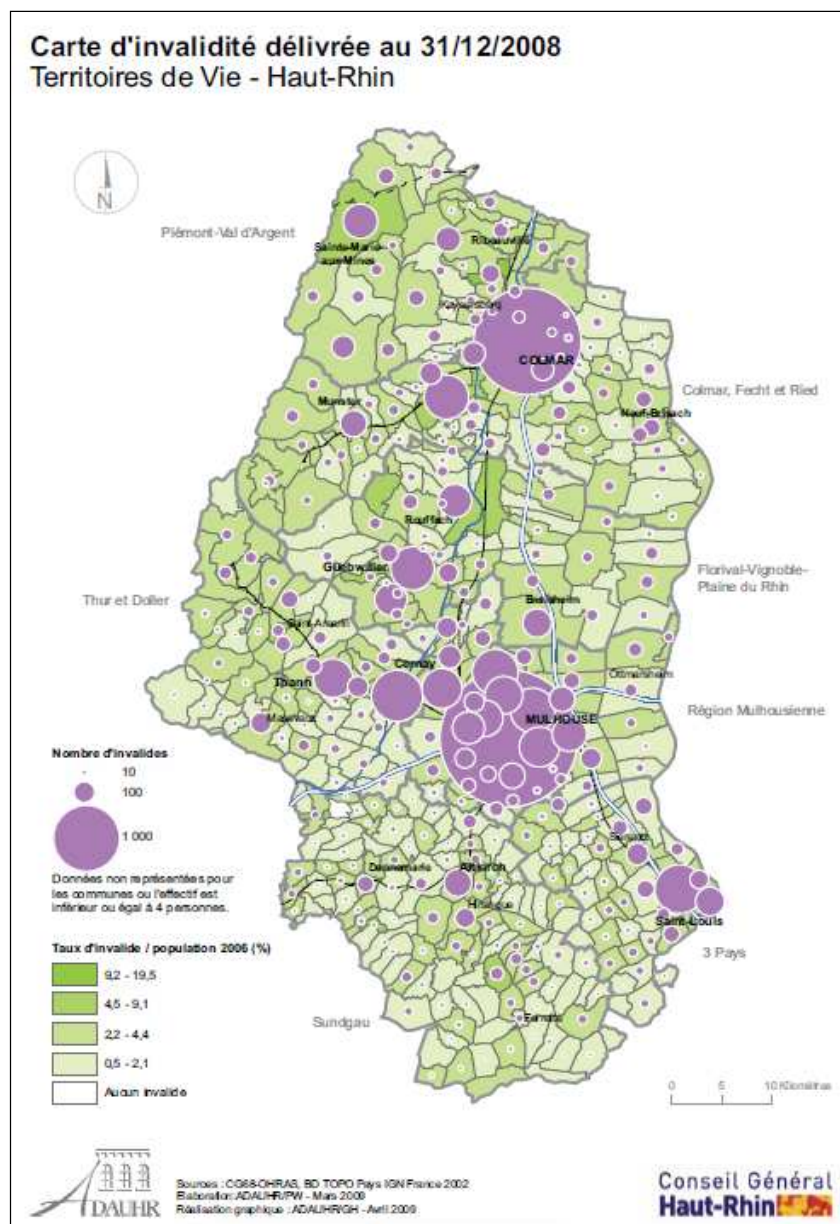 Carte d'invalidité délivrée au 31/12/2008
Territoires de Vie - Haut-Rhin
N
Piémont-Val d'Argent
Sainte-Marie-
aux-Mines
Ribeauvillé
Kaysersberg
COLMAR
Colmar, Fecht et Ried
Munster
Neuf-Brisach
Rouffach
Guebwiller
Florival-Vignoble-
Plaine du Rhin
Thur et Doller
Ensisheim
Saint-Amarin
Cernay
Ottmarsheim
Thann
Région Mulhousienne
MULHOUSE
Masevaux
Nombre d'invalides
10
100
1 000
Données non représentées pour
les communes ou l'effectif est
inférieur ou égal à 4 personnes.
Sierentz
Dannemarie
Altkirch
Hirsingue
Saint-Louis
3 Pays
Taux d'invalide / population 2006 (%)
9,2 - 19,5
4,5 - 9,1
2,2 - 4,4
0,5 - 2,1
Aucun invalide
Sundgau
Ferrette
0 5 10 Kilomètres
ADAUHR
Sources : CG68-OHRAS, BD TOPO Pays IGN France 2002
Elaboration: ADAUHR/PW - Mars 2009
Réalisation graphique : ADAUHR/GH - Avril 2009
Conseil Général
Haut-Rhin